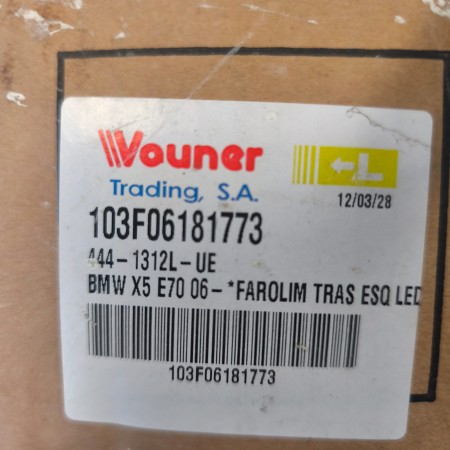 Vouner
Trading, S.A.
L
12/03/28
103F06181773
444-1312L-UE
BMW X5 E70 06-*FAROLIM TRAS ESQ LED
103F06181773